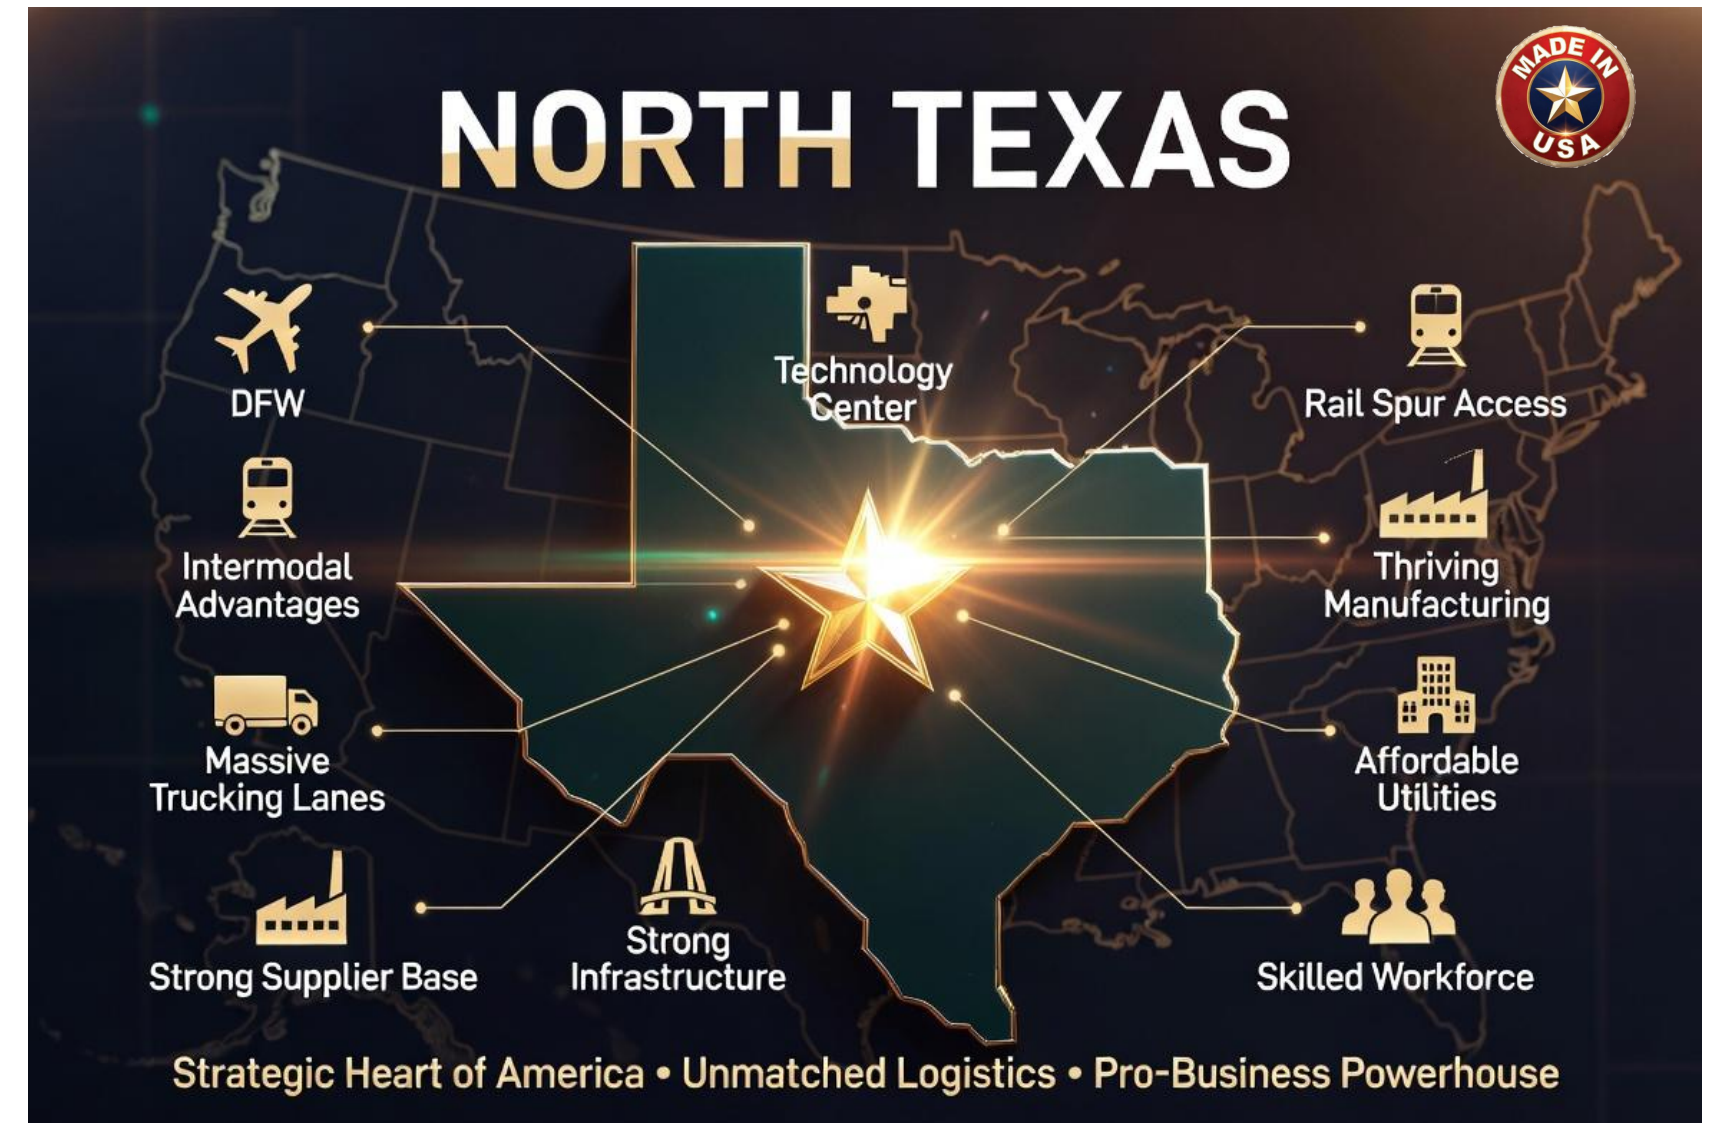 MADE IN
USA
NORTH TEXAS
DFW
Technology
Center
Rail Spur Access
Intermodal
Advantages
Thriving
Manufacturing
Massive
Trucking Lanes
Affordable
Utilities
Strong Supplier Base
Strong
Infrastructure
Skilled Workforce
Strategic Heart of America • Unmatched Logistics • Pro-Business Powerhouse